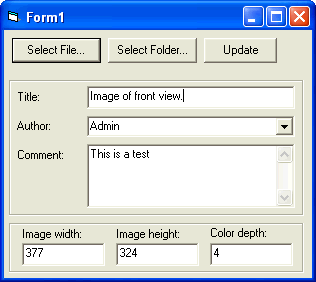 Form1
Select File... Select Folder... Update
Title: Image of front view.
Author: Admin
Comment: This is a test
Image width: Image height: Color depth:
377 324 4